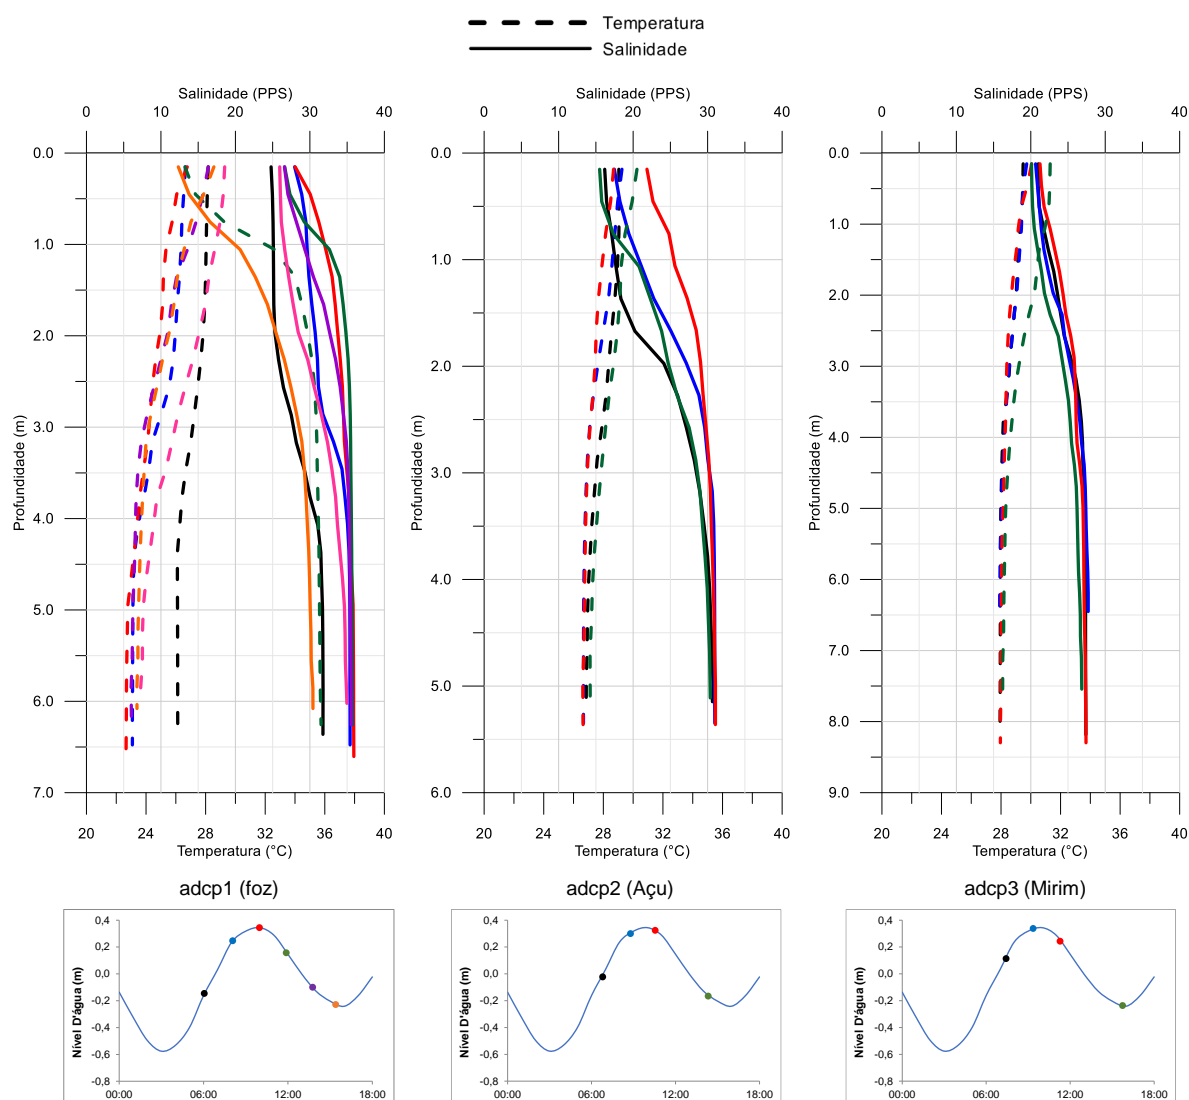 Temperatura
Salinidade
Salinidade (PPS)
0 10 20 30 40
0.0
1.0
2.0
3.0
4.0
5.0
6.0
7.0
Profundidade (m)
20 24 28 32 36 40
Temperatura (°C)
Salinidade (PPS)
0 10 20 30 40
0.0
1.0
2.0
3.0
4.0
5.0
6.0
Profundidade (m)
20 24 28 32 36 40
Temperatura (°C)
Salinidade (PPS)
0 10 20 30 40
0.0
1.0
2.0
3.0
4.0
5.0
6.0
7.0
8.0
9.0
Profundidade (m)
20 24 28 32 36 40
Temperatura (°C)
adcp1 (foz)
0,4
0,2
0,0
-0,2
-0,4
-0,6
-0,8
Nível D'água (m)
00:00 06:00 12:00 18:00
adcp2 (Açu)
0,4
0,2
0,0
-0,2
-0,4
-0,6
-0,8
Nível D'água (m)
00:00 06:00 12:00 18:00
adcp3 (Mirim)
0,4
0,2
0,0
-0,2
-0,4
-0,6
-0,8
Nível D'água (m)
00:00 06:00 12:00 18:00